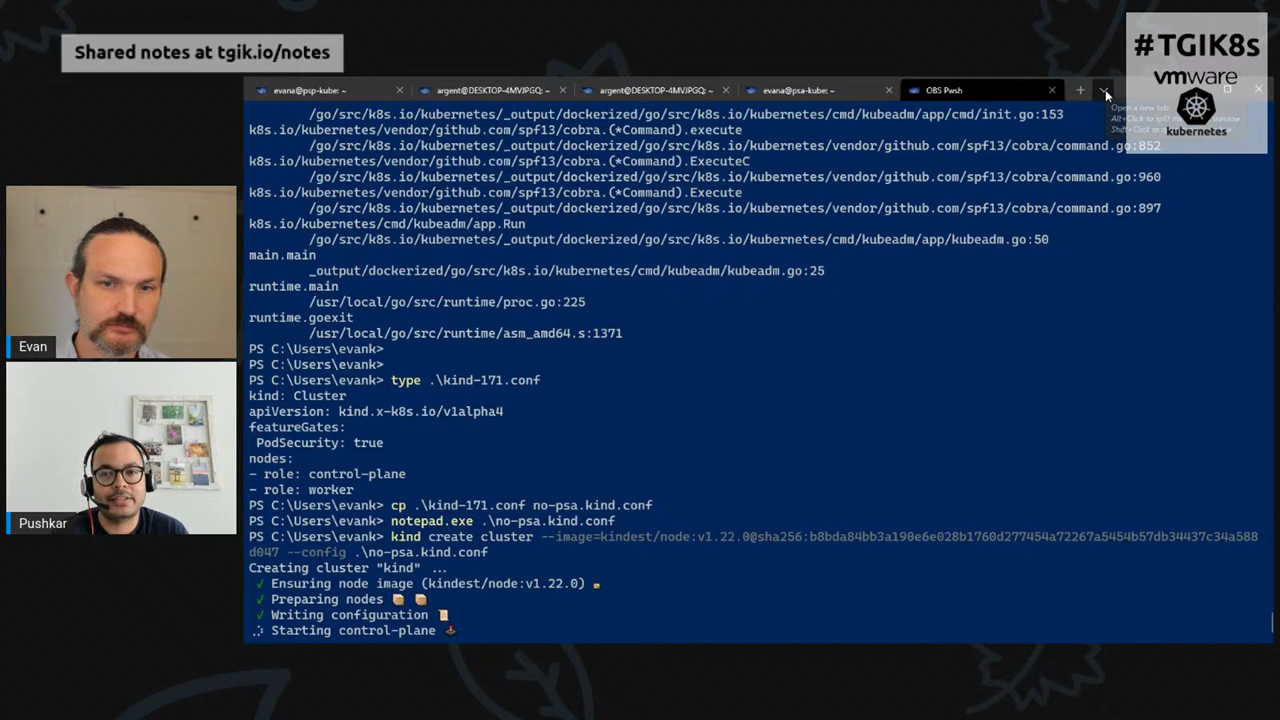 Shared notes at tgik.io/notes
#TGIK8s
vmware
kubernetes
evana@psp-kube: ~
argent@DESKTOP-4MVJPGQ: ~
argent@DESKTOP-4MVJPGQ: ~
evana@psa-kube: ~
OBS Pwsh
Open a new tab
/go/src/k8s.io/kubernetes/_output/dockerized/go/src/k8s.io/kubernetes/cmd/kubeadm/app/cmd/init.go:153
k8s.io/kubernetes/vendor/github.com/spf13/cobra.(*Command).execute
/go/src/k8s.io/kubernetes/_output/dockerized/go/src/k8s.io/kubernetes/vendor/github.com/spf13/cobra/command.go:852
k8s.io/kubernetes/vendor/github.com/spf13/cobra.(*Command).ExecuteC
/go/src/k8s.io/kubernetes/_output/dockerized/go/src/k8s.io/kubernetes/vendor/github.com/spf13/cobra/command.go:960
k8s.io/kubernetes/vendor/github.com/spf13/cobra.(*Command).Execute
/go/src/k8s.io/kubernetes/_output/dockerized/go/src/k8s.io/kubernetes/vendor/github.com/spf13/cobra/command.go:897
k8s.io/kubernetes/cmd/kubeadm/app.Run
/go/src/k8s.io/kubernetes/_output/dockerized/go/src/k8s.io/kubernetes/cmd/kubeadm/app/kubeadm.go:50
main.main
_output/dockerized/go/src/k8s.io/kubernetes/cmd/kubeadm/kubeadm.go:25
runtime.main
/usr/local/go/src/runtime/proc.go:225
runtime.goexit
/usr/local/go/src/runtime/asm_amd64.s:1371
PS C:\Users\evank>
PS C:\Users\evank>
PS C:\Users\evank> type .\kind-171.conf
kind: Cluster
apiVersion: kind.x-k8s.io/v1alpha4
featureGates:
PodSecurity: true
nodes:
- role: control-plane
- role: worker
PS C:\Users\evank> cp .\kind-171.conf no-psa.kind.conf
PS C:\Users\evank> notepad.exe .\no-psa.kind.conf
PS C:\Users\evank> kind create cluster --image=kindest/node:v1.22.0@sha256:b8bda84bb3a190e6e028b1760d277454a72267a5454b57db34437c34a588
d047 --config .\no-psa.kind.conf
Creating cluster "kind" ...
✓ Ensuring node image (kindest/node:v1.22.0)
✓ Preparing nodes
✓ Writing configuration
Starting control-plane
Evan
Pushkar